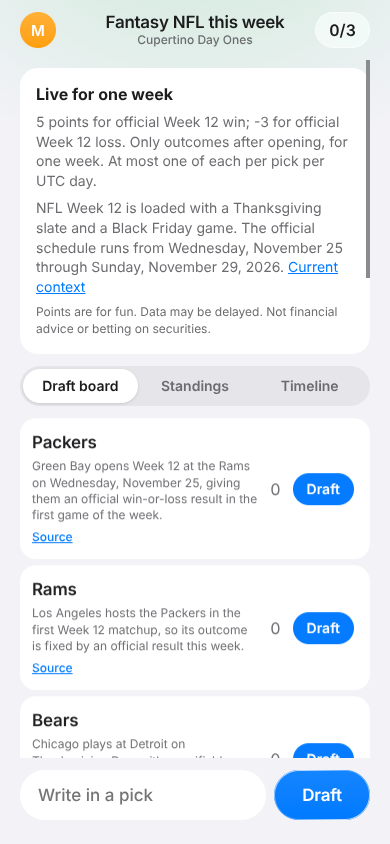 M
Fantasy NFL this week
Cupertino Day Ones
0/3
Live for one week
5 points for official Week 12 win; -3 for official
Week 12 loss. Only outcomes after opening, for
one week. At most one of each per pick per
UTC day.
NFL Week 12 is loaded with a Thanksgiving
slate and a Black Friday game. The official
schedule runs from Wednesday, November 25
through Sunday, November 29, 2026. Current
context
Points are for fun. Data may be delayed. Not financial
advice or betting on securities.
Draft board
Standings
Timeline
Packers
Green Bay opens Week 12 at the Rams
on Wednesday, November 25, giving
them an official win-or-loss result in the
first game of the week.
Source
0
Draft
Rams
Los Angeles hosts the Packers in the
first Week 12 matchup, so its outcome
is fixed by an official result this week.
Source
0
Draft
Bears
Chicago plays at Detroit on
0
Draft
Write in a pick
Draft